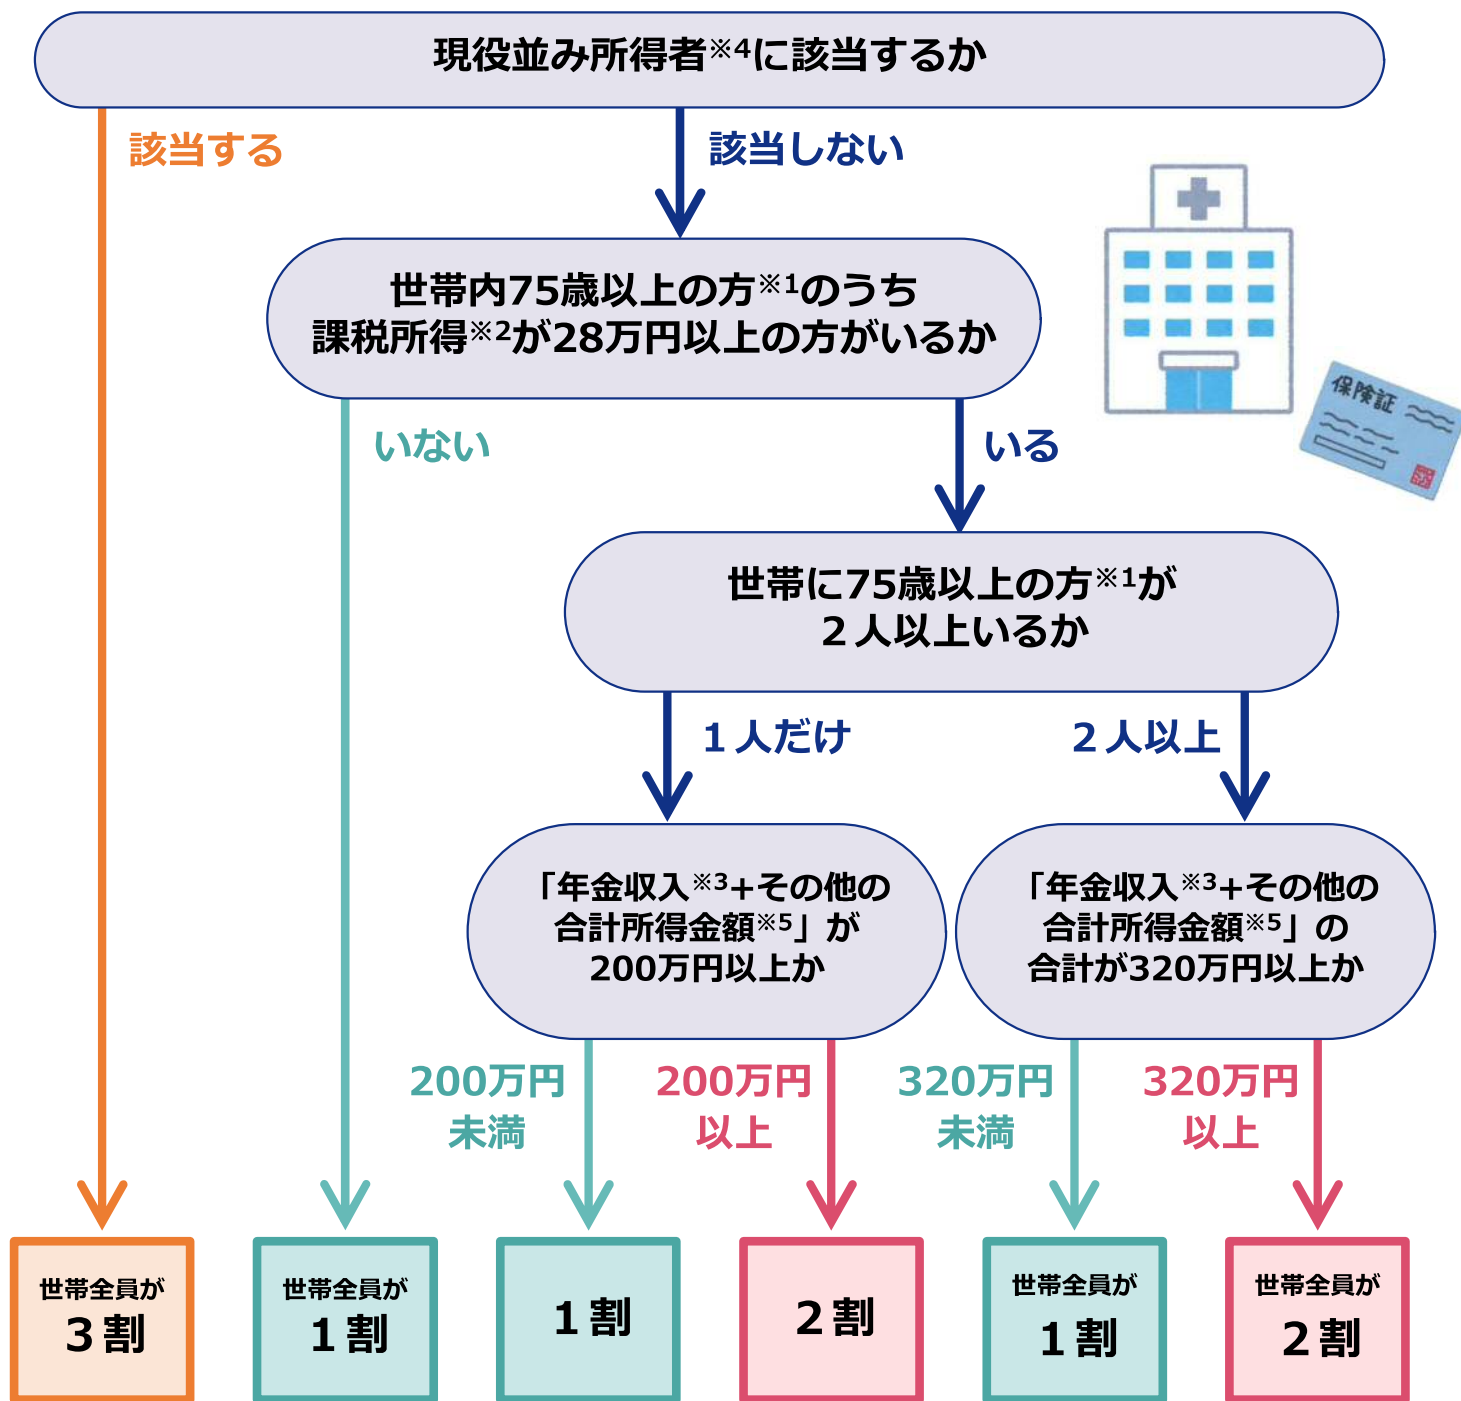 現役並み所得者※4に該当するか
該当する
該当しない
世帯内75歳以上の方※1のうち
課税所得※2が28万円以上の方がいるか
保険証
いない
いる
世帯に75歳以上の方※1が
２人以上いるか
１人だけ
２人以上
「年金収入※3+その他の
合計所得金額※5」が
200万円以上か
「年金収入※3+その他の
合計所得金額※5」の
合計が320万円以上か
200万円
未満
200万円
以上
320万円
未満
320万円
以上
世帯全員が
３割
世帯全員が
１割
１割
２割
世帯全員が
１割
世帯全員が
２割